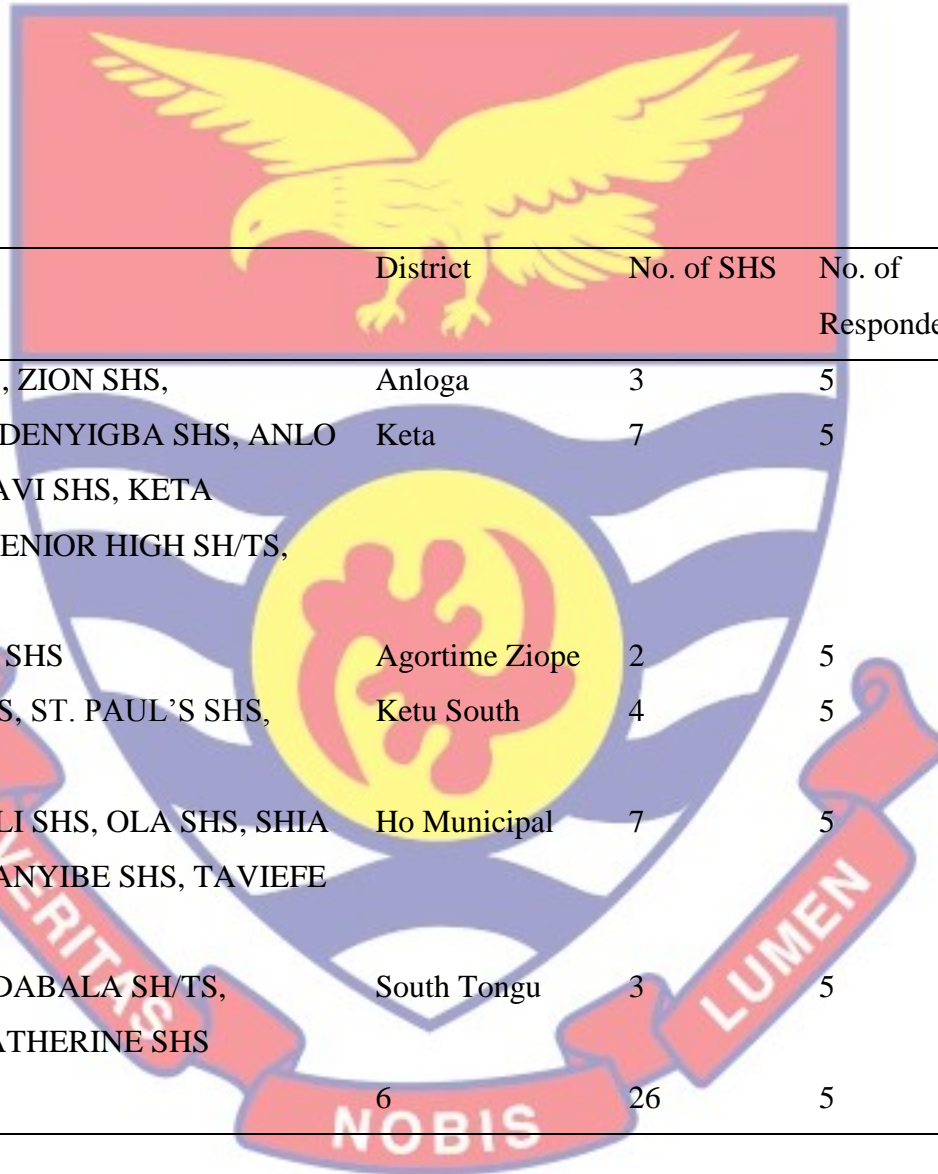 District No. of SHS No. of
Responde
, ZION SHS, Anloga 3 5
DENYIGBA SHS, ANLO Keta 7 5
AVI SHS, KETA
ENIOR HIGH SH/TS,
SHS Agortime Ziope 2 5
S, ST. PAUL’S SHS, Ketu South 4 5
LI SHS, OLA SHS, SHIA Ho Municipal 7 5
ANYIBE SHS, TAVIEFE
DABALA SH/TS, South Tongu 3 5
ATHERINE SHS
6 26 5
VERITAS NOBIS LUMEN